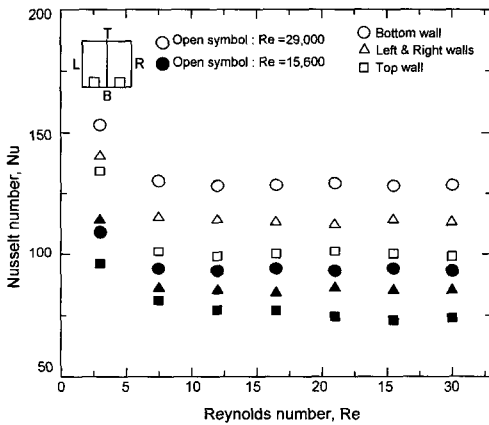 200
150
100
50
Nusselt number, Nu
T
L
R
B
Open symbol : Re =29,000
Open symbol : Re =15,600
Bottom wall
Left & Right walls
Top wall
0
5
10
15
20
25
30
Reynolds number, Re